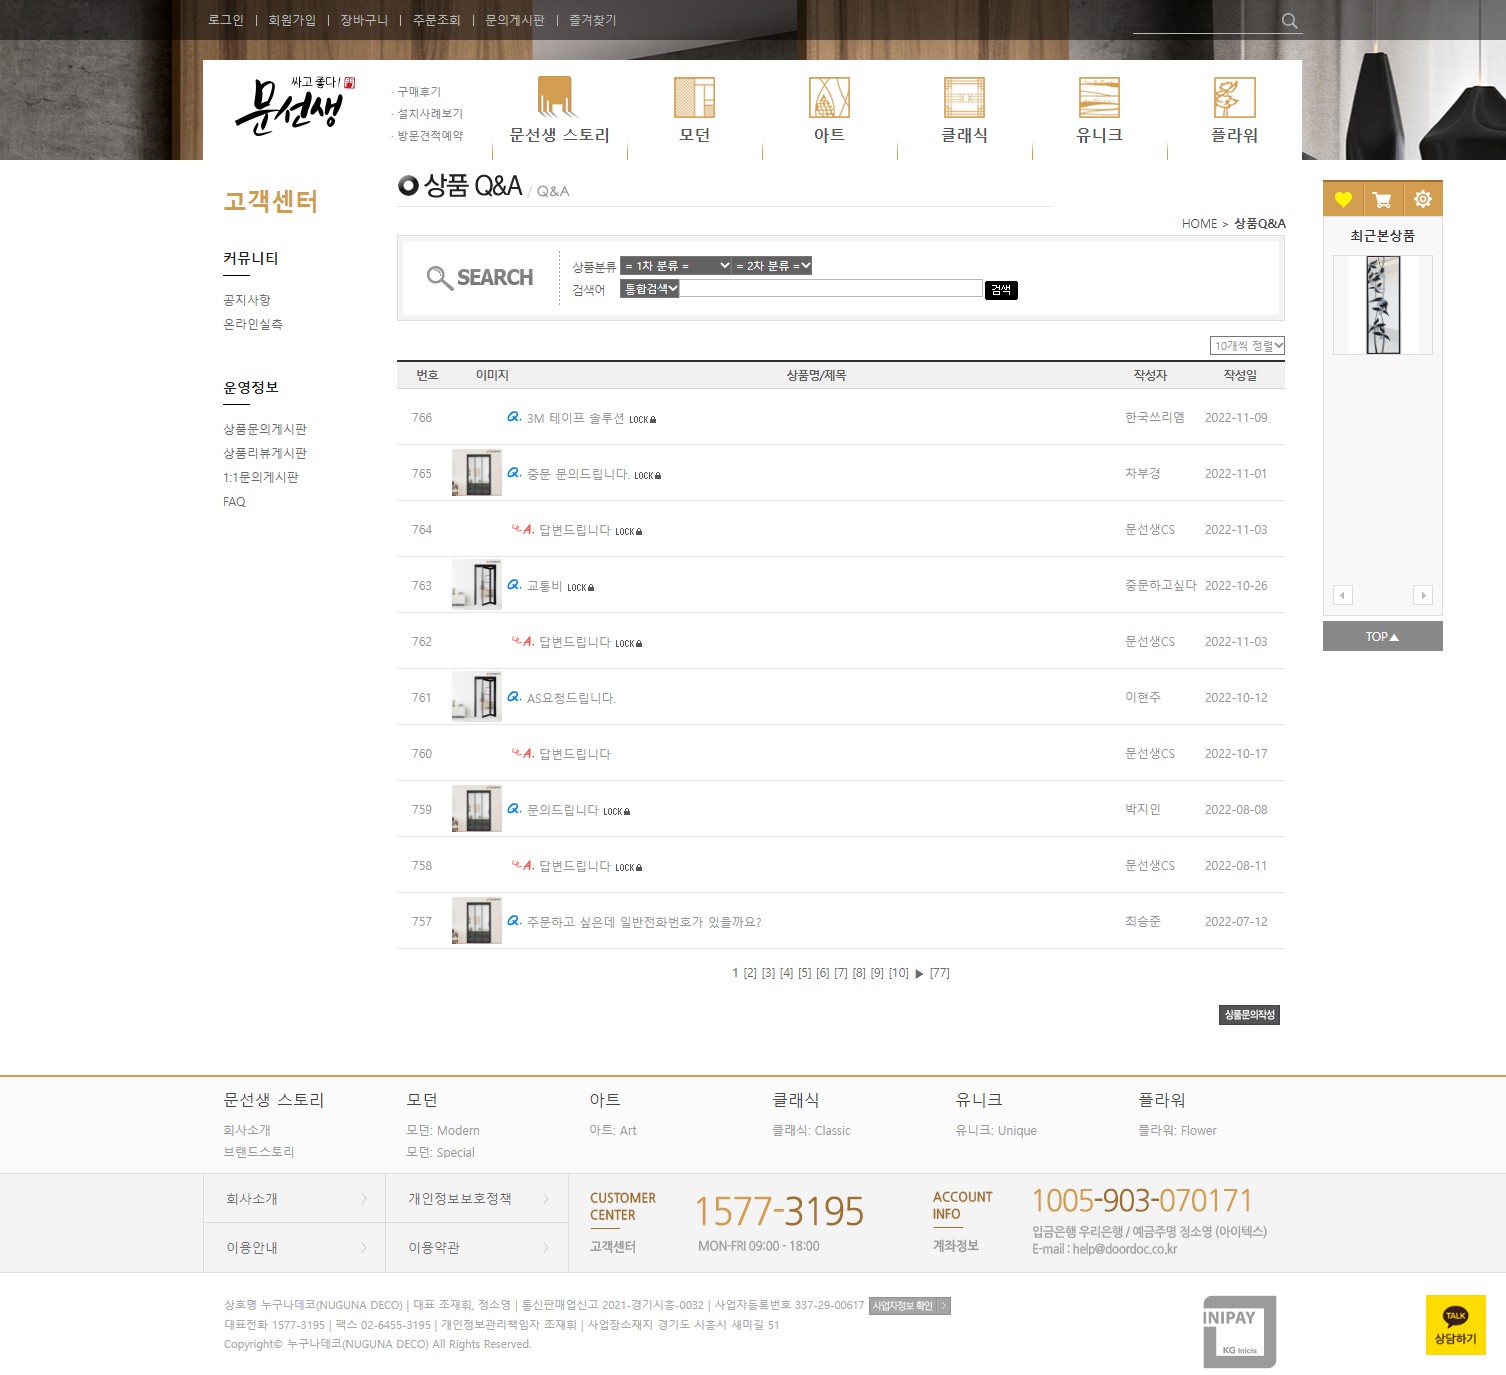 로그인 | 회원가입 | 장바구니 | 주문조회 | 문의게시판 | 즐겨찾기
싸고 좋다!
문선생
· 구매후기
· 설치사례보기
· 방문견적예약
문선생 스토리
모던
아트
클래식
유니크
플라워
고객센터
커뮤니티
공지사항
온라인실측
운영정보
상품문의게시판
상품리뷰게시판
1:1문의게시판
FAQ
상품 Q&A / Q&A
HOME > 상품Q&A
SEARCH
상품분류 = 1차 분류 = = 2차 분류 =
검색어 통합검색 검색
10개씩 정렬
번호 이미지 상품명/제목 작성자 작성일
766 Q. 3M 테이프 솔루션 LOCK 한국쓰리엠 2022-11-09
765 Q. 중문 문의드립니다. LOCK 차부경 2022-11-01
764 A. 답변드립니다 LOCK 문선생CS 2022-11-03
763 Q. 교통비 LOCK 중문하고싶다 2022-10-26
762 A. 답변드립니다 LOCK 문선생CS 2022-11-03
761 Q. AS요청드립니다. 이현주 2022-10-12
760 A. 답변드립니다 문선생CS 2022-10-17
759 Q. 문의드립니다 LOCK 박지인 2022-08-08
758 A. 답변드립니다 LOCK 문선생CS 2022-08-11
757 Q. 주문하고 싶은데 일반전화번호가 있을까요? 최승준 2022-07-12
1 [2] [3] [4] [5] [6] [7] [8] [9] [10] ▶ [77]
상품문의작성
최근본상품
TOP▲
문선생 스토리
회사소개
브랜드스토리
모던
모던: Modern
모던: Special
아트
아트: Art
클래식
클래식: Classic
유니크
유니크: Unique
플라워
플라워: Flower
회사소개
개인정보보호정책
이용안내
이용약관
CUSTOMER
CENTER
고객센터
1577-3195
MON-FRI 09:00 - 18:00
ACCOUNT
INFO
계좌정보
1005-903-070171
입금은행 우리은행 / 예금주명 정소영 (아이텍스)
E-mail : help@doordoc.co.kr
상호명 누구나데코(NUGUNA DECO) | 대표 조재휘, 정소영 | 통신판매업신고 2021-경기시흥-0032 | 사업자등록번호 337-29-00617 사업자정보 확인 >
대표전화 1577-3195 | 팩스 02-6455-3195 | 개인정보관리책임자 조재휘 | 사업장소재지 경기도 시흥시 새미길 51
Copyright© 누구나데코(NUGUNA DECO) All Rights Reserved.
INIPAY
KG Inicis
TALK
상담하기